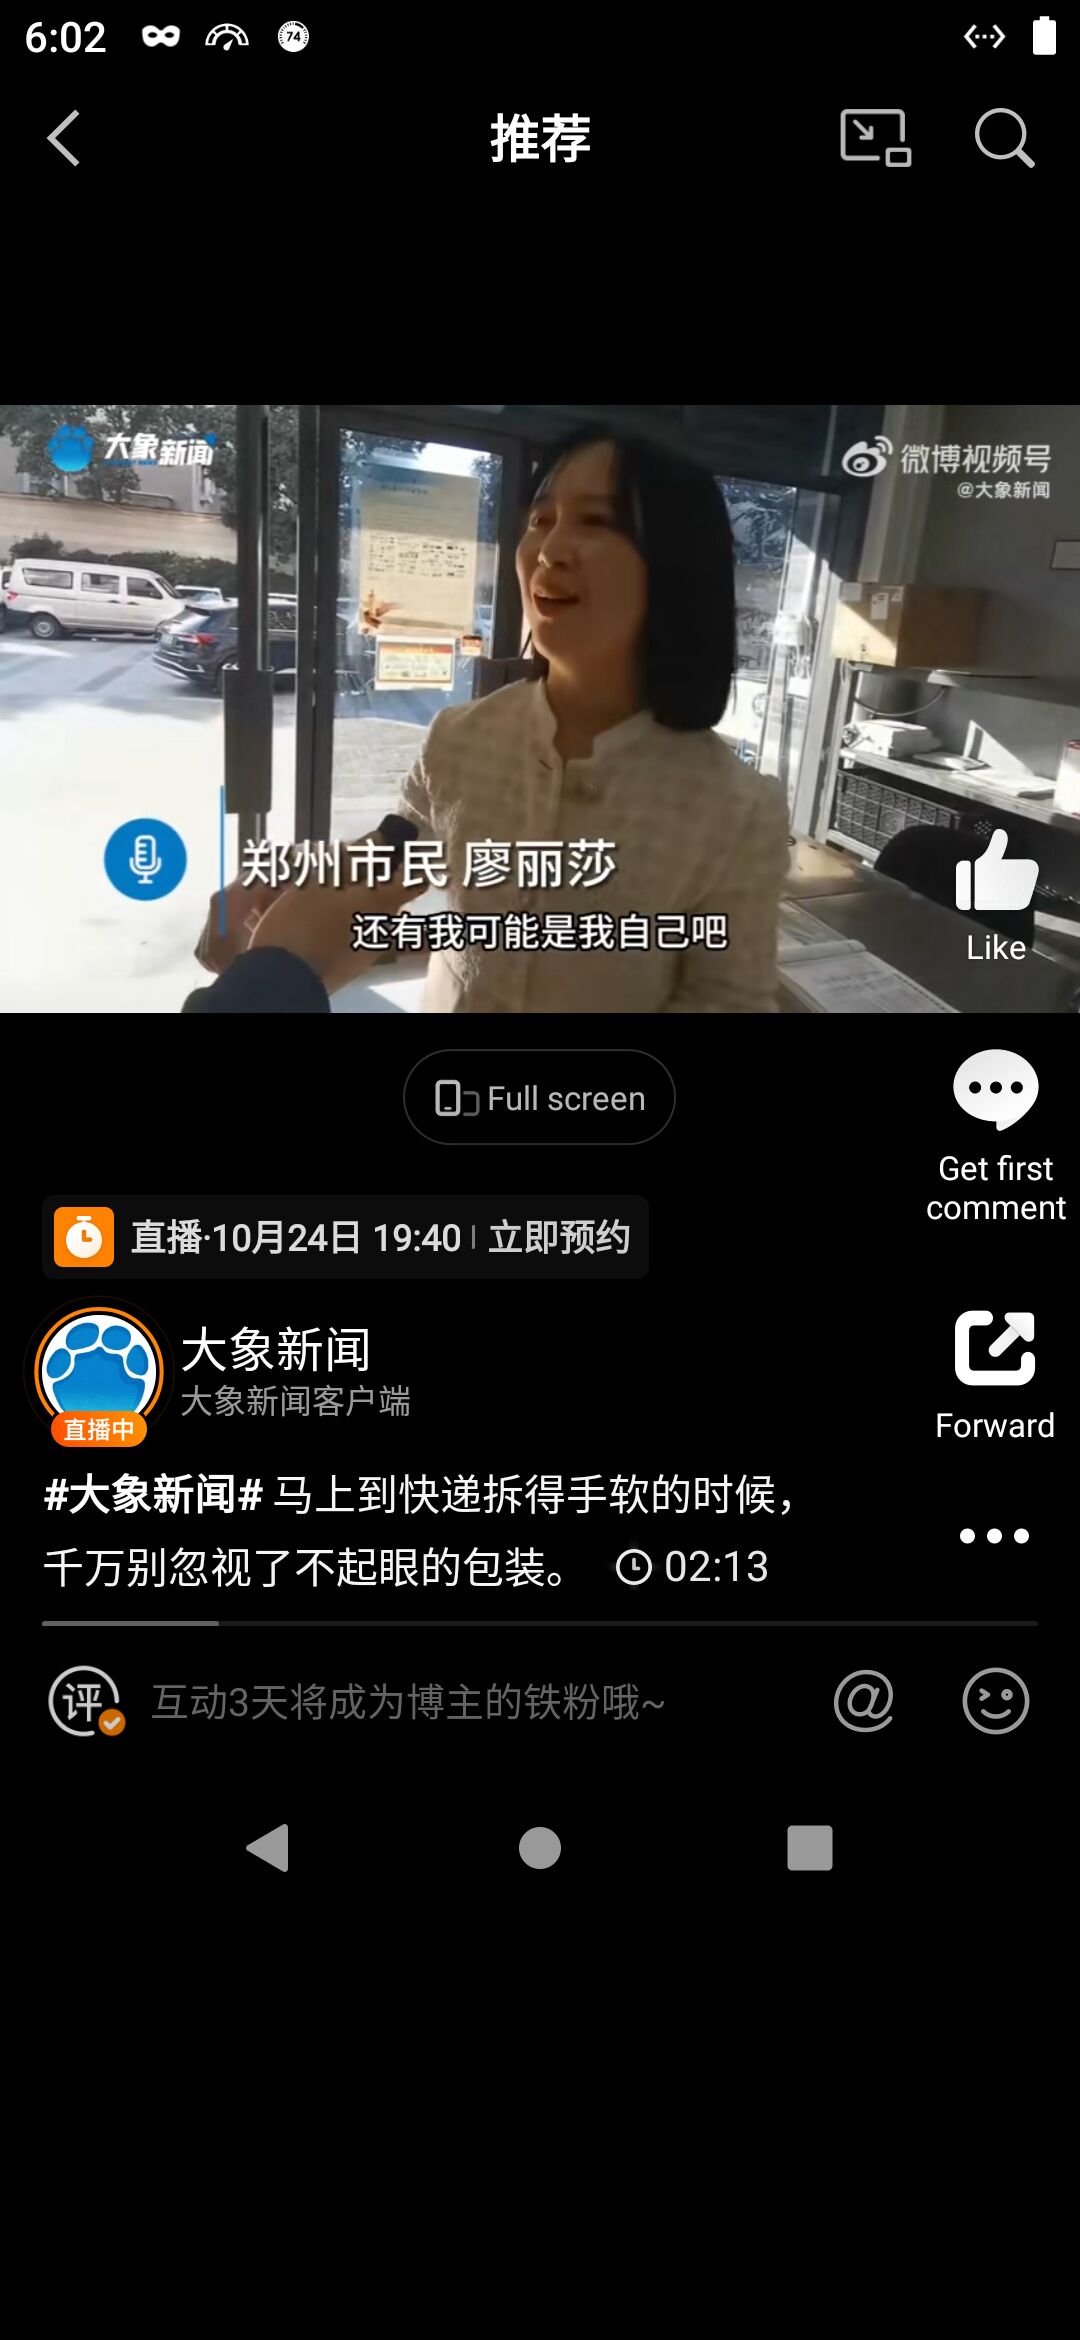 6:02
74
推荐
大象新闻
微博视频号
@大象新闻
郑州市民 廖丽莎
还有我可能是我自己吧
Like
Full screen
Get first
comment
直播·10月24日 19:40 | 立即预约
大象新闻
大象新闻客户端
直播中
Forward
#大象新闻# 马上到快递拆得手软的时候，
千万别忽视了不起眼的包装。 02:13
评
互动3天将成为博主的铁粉哦~